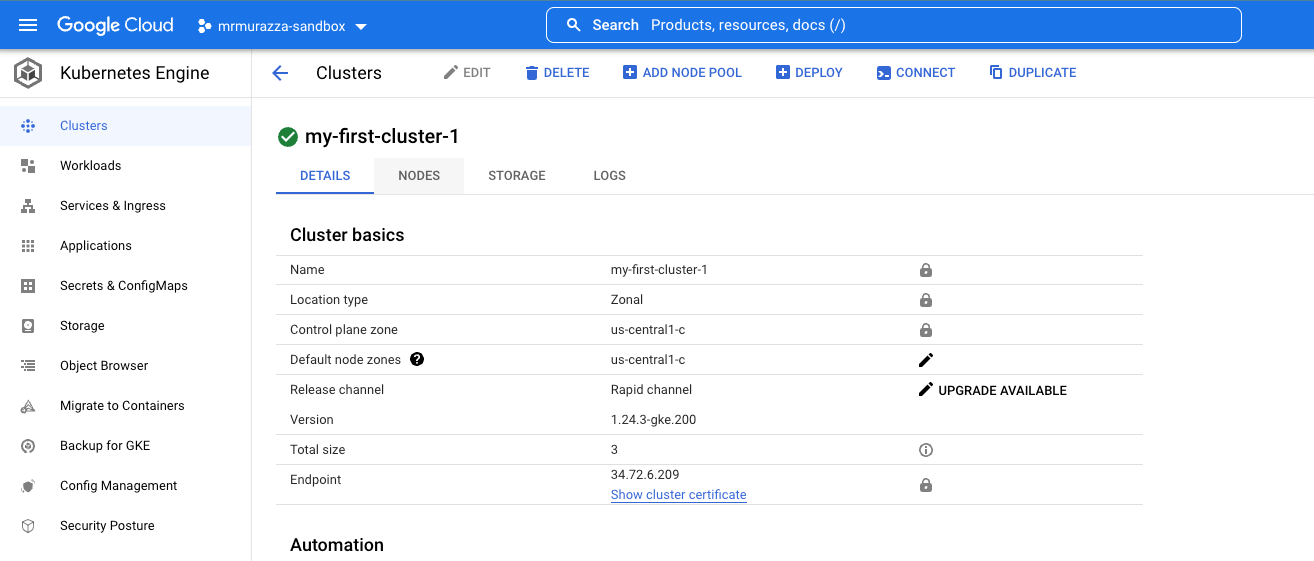 Google Cloud mrmurazza-sandbox Search Products, resources, docs (/)
Kubernetes Engine
Clusters EDIT DELETE ADD NODE POOL DEPLOY CONNECT DUPLICATE
Clusters
Workloads
Services & Ingress
Applications
Secrets & ConfigMaps
Storage
Object Browser
Migrate to Containers
Backup for GKE
Config Management
Security Posture
my-first-cluster-1
DETAILS NODES STORAGE LOGS
Cluster basics
Name my-first-cluster-1
Location type Zonal
Control plane zone us-central1-c
Default node zones ? us-central1-c
Release channel Rapid channel UPGRADE AVAILABLE
Version 1.24.3-gke.200
Total size 3
Endpoint 34.72.6.209
Show cluster certificate
Automation